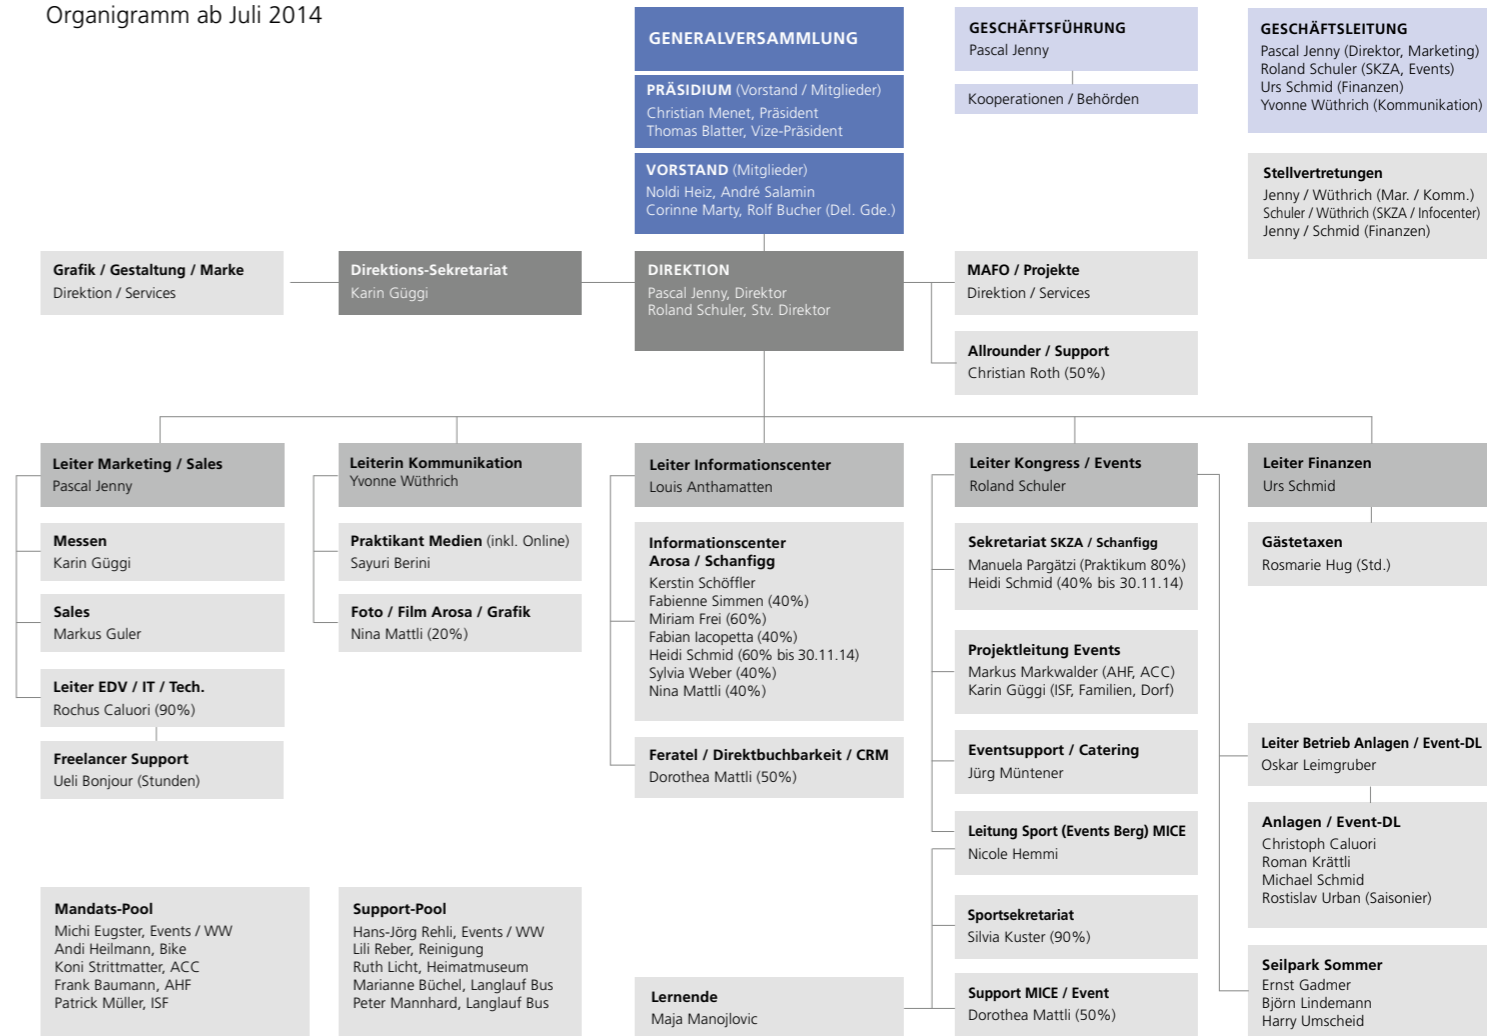 Organigramm ab Juli 2014
GENERALVERSAMMLUNG
PRÄSIDIUM (Vorstand / Mitglieder)
Christian Menet, Präsident
Thomas Blatter, Vize-Präsident
VORSTAND (Mitglieder)
Noldi Heiz, André Salamin
Corinne Marty, Rolf Bucher (Del. Gde.)
GESCHÄFTSFÜHRUNG
Pascal Jenny
Kooperationen / Behörden
GESCHÄFTSLEITUNG
Pascal Jenny (Direktor, Marketing)
Roland Schuler (SKZA, Events)
Urs Schmid (Finanzen)
Yvonne Wüthrich (Kommunikation)
Stellvertretungen
Jenny / Wüthrich (Mar. / Komm.)
Schuler / Wüthrich (SKZA / Infocenter)
Jenny / Schmid (Finanzen)
Grafik / Gestaltung / Marke
Direktion / Services
Direktions-Sekretariat
Karin Güggi
DIREKTION
Pascal Jenny, Direktor
Roland Schuler, Stv. Direktor
MAFO / Projekte
Direktion / Services
Allrounder / Support
Christian Roth (50%)
Leiter Marketing / Sales
Pascal Jenny
Messen
Karin Güggi
Sales
Markus Guler
Leiter EDV / IT / Tech.
Rochus Caluori (90%)
Freelancer Support
Ueli Bonjour (Stunden)
Leiterin Kommunikation
Yvonne Wüthrich
Praktikant Medien (inkl. Online)
Sayuri Berini
Foto / Film Arosa / Grafik
Nina Mattli (20%)
Leiter Informationscenter
Louis Anthamatten
Informationscenter
Arosa / Schanfigg
Kerstin Schöffler
Fabienne Simmen (40%)
Miriam Frei (60%)
Fabian Iacopetta (40%)
Heidi Schmid (60% bis 30.11.14)
Sylvia Weber (40%)
Nina Mattli (40%)
Feratel / Direktbuchbarkeit / CRM
Dorothea Mattli (50%)
Leiter Kongress / Events
Roland Schuler
Sekretariat SKZA / Schanfigg
Manuela Pargätzi (Praktikum 80%)
Heidi Schmid (40% bis 30.11.14)
Projektleitung Events
Markus Markwalder (AHF, ACC)
Karin Güggi (ISF, Familien, Dorf)
Eventsupport / Catering
Jürg Müntener
Leitung Sport (Events Berg) MICE
Nicole Hemmi
Sportsekretariat
Silvia Kuster (90%)
Support MICE / Event
Dorothea Mattli (50%)
Leiter Finanzen
Urs Schmid
Gästetaxen
Rosmarie Hug (Std.)
Leiter Betrieb Anlagen / Event-DL
Oskar Leimgruber
Anlagen / Event-DL
Christoph Caluori
Roman Krättli
Michael Schmid
Rostislav Urban (Saisonier)
Seilpark Sommer
Ernst Gadmer
Björn Lindemann
Harry Umscheid
Mandats-Pool
Michi Eugster, Events / WW
Andi Heilmann, Bike
Koni Strittmatter, ACC
Frank Baumann, AHF
Patrick Müller, ISF
Support-Pool
Hans-Jörg Rehli, Events / WW
Lili Reber, Reinigung
Ruth Licht, Heimatmuseum
Marianne Büchel, Langlauf Bus
Peter Mannhard, Langlauf Bus
Lernende
Maja Manojlovic